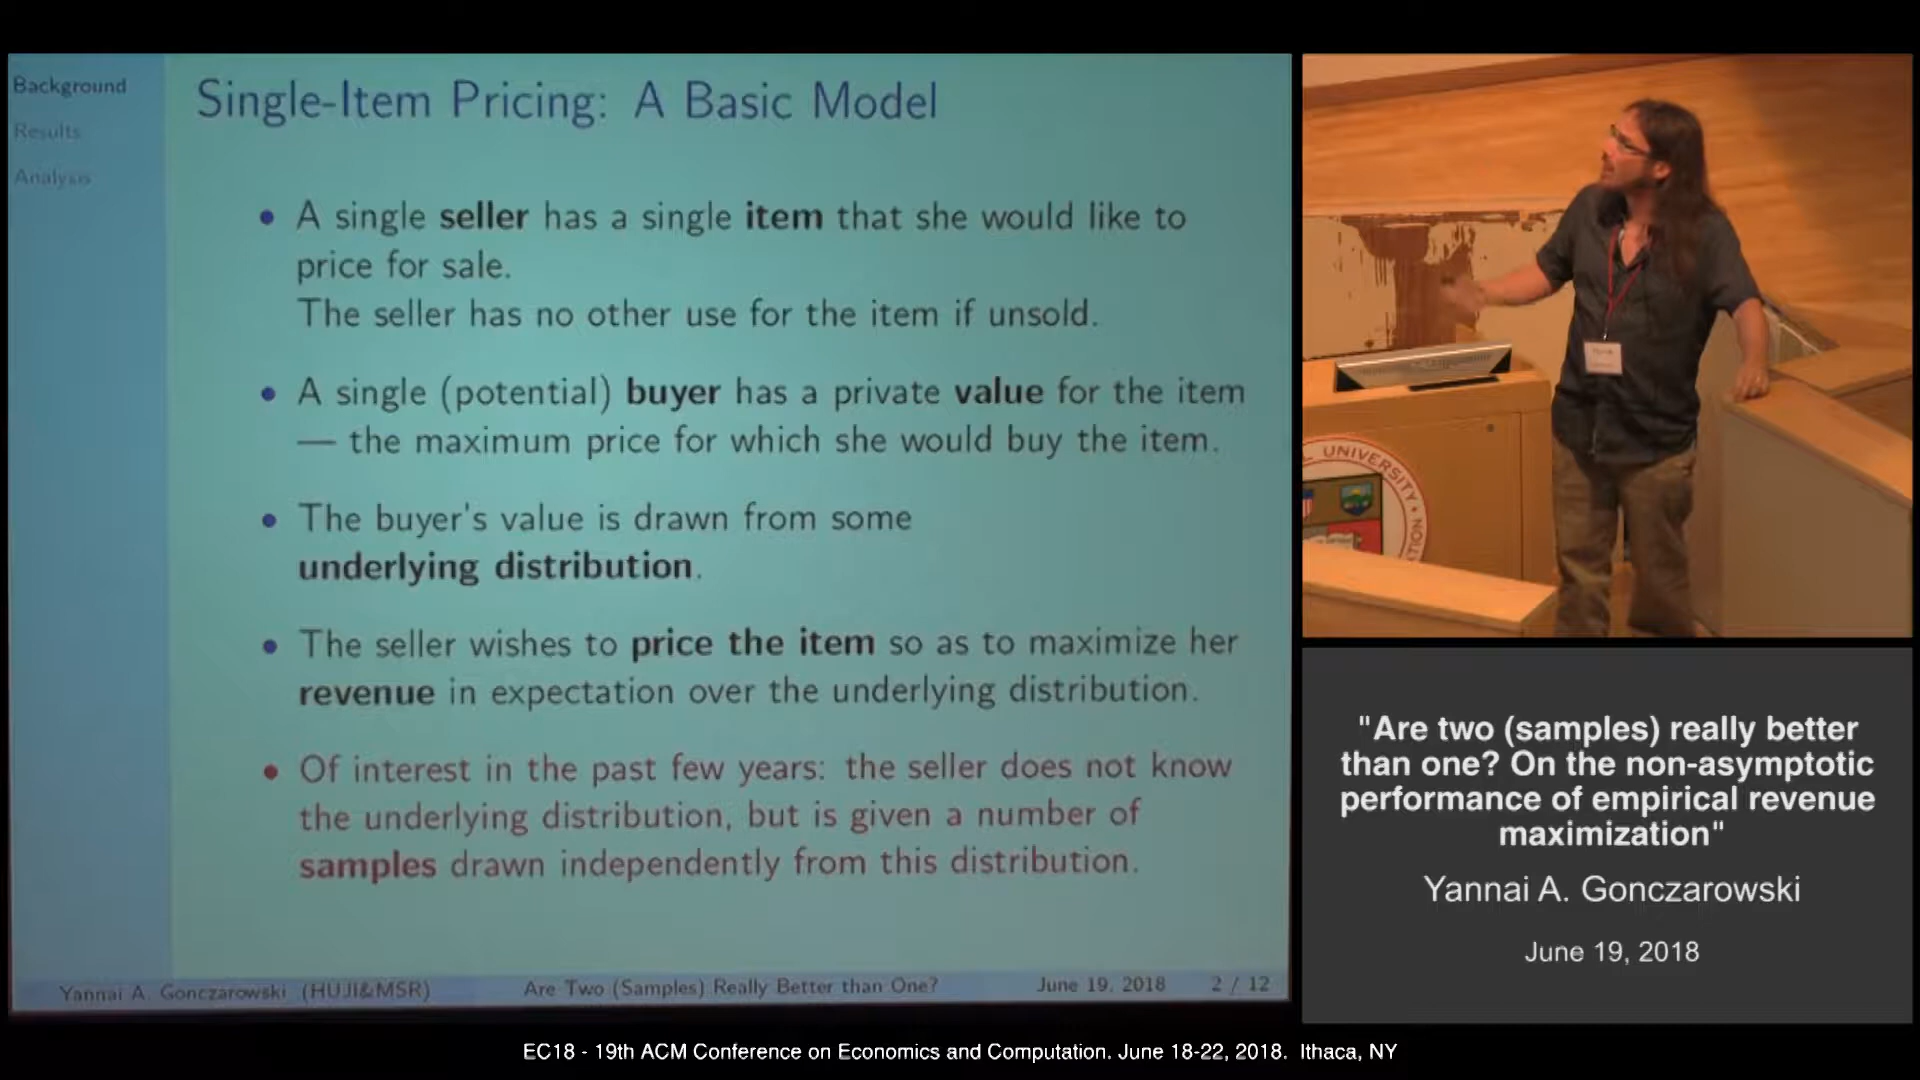 Background
Results
Analysis
Single-Item Pricing: A Basic Model
• A single seller has a single item that she would like to
price for sale.
The seller has no other use for the item if unsold.
• A single (potential) buyer has a private value for the item
— the maximum price for which she would buy the item.
• The buyer's value is drawn from some
underlying distribution.
• The seller wishes to price the item so as to maximize her
revenue in expectation over the underlying distribution.
• Of interest in the past few years: the seller does not know
the underlying distribution, but is given a number of
samples drawn independently from this distribution.
Yannai A. Gonczarowski (HUJI&MSR) Are Two (Samples) Really Better than One? June 19, 2018 2 / 12
UNIVERSITY
"Are two (samples) really better
than one? On the non-asymptotic
performance of empirical revenue
maximization"
Yannai A. Gonczarowski
June 19, 2018
EC18 - 19th ACM Conference on Economics and Computation. June 18-22, 2018. Ithaca, NY